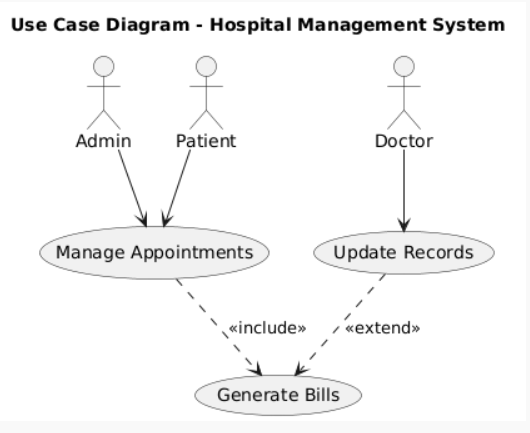 Use Case Diagram - Hospital Management System
Admin
Patient
Doctor
Manage Appointments
Update Records
«include»
«extend»
Generate Bills